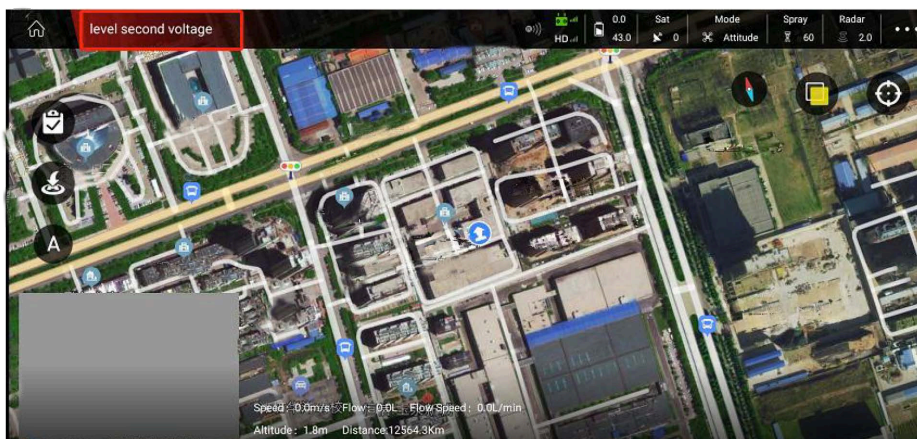 level second voltage
HD
0.0
43.0
Sat
0
Mode
Attitude
Spray
60
Radar
2.0
A
Speed：0.0m/s Flow：0.0L Flow Speed：0.0L/min
Altitude：1.8m Distance:12564.3Km